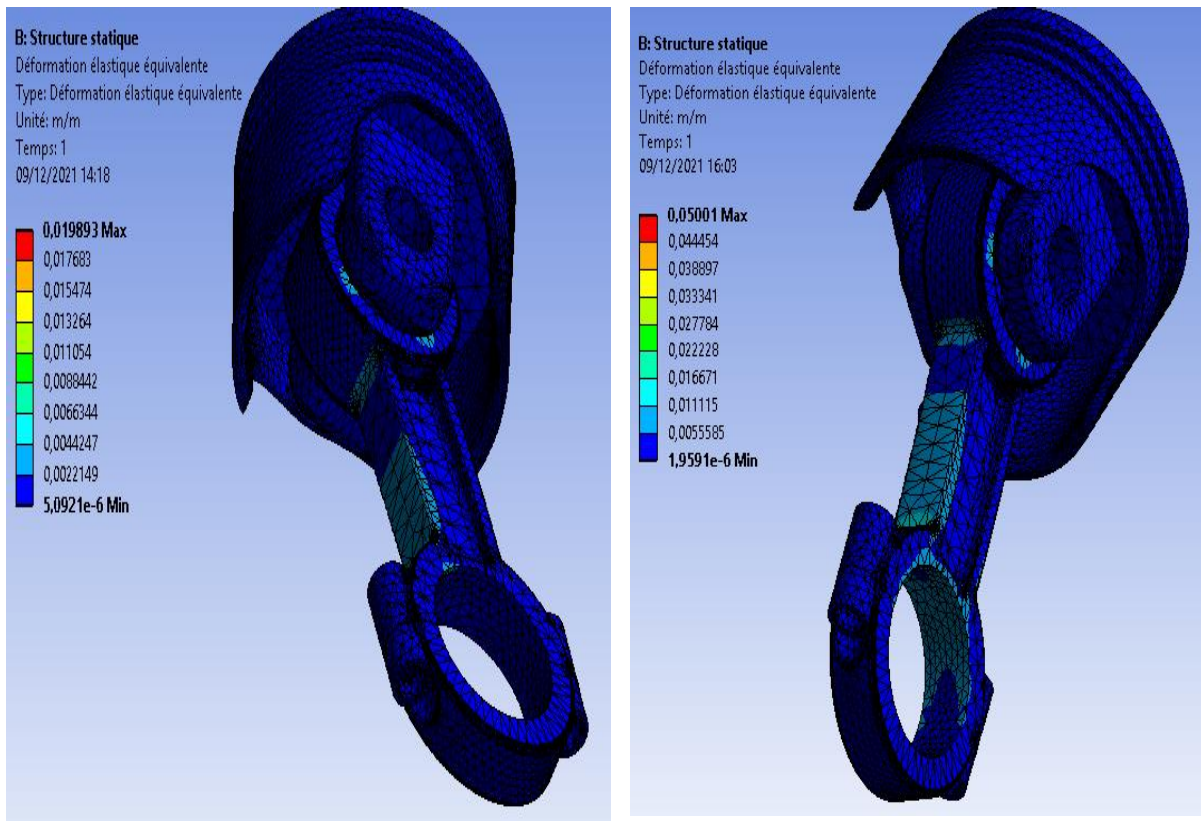 B: Structure statique
Déformation élastique équivalente
Type: Déformation élastique équivalente
Unité: m/m
Temps: 1
09/12/2021 14:18
0,019893 Max
0,017683
0,015474
0,013264
0,011054
0,0088442
0,0066344
0,0044247
0,0022149
5,0921e-6 Min
B: Structure statique
Déformation élastique équivalente
Type: Déformation élastique équivalente
Unité: m/m
Temps: 1
09/12/2021 16:03
0,05001 Max
0,044454
0,038897
0,033341
0,027784
0,022228
0,016671
0,011115
0,0055585
1,9591e-6 Min